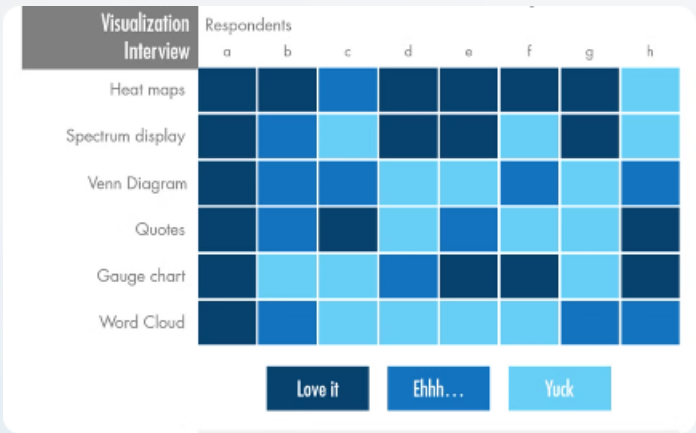 Visualization
Interview
Respondents
a b c d e f g h
Heat maps
Spectrum display
Venn Diagram
Quotes
Gauge chart
Word Cloud
Love it Ehhh... Yuck